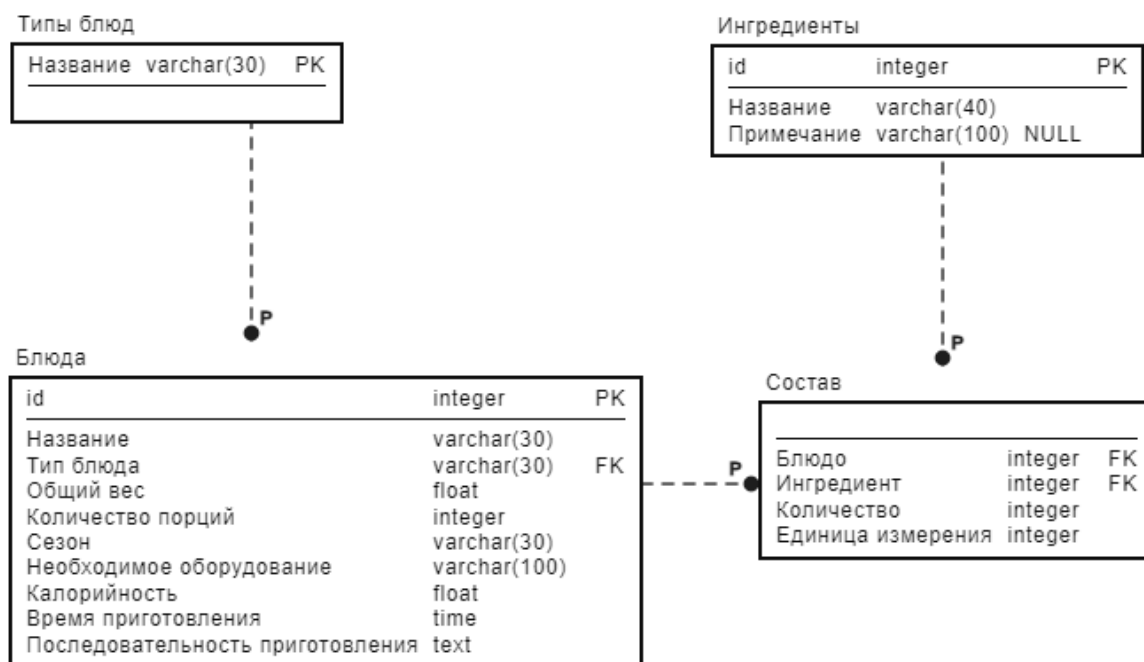 Типы блюд
Название varchar(30) PK
Ингредиенты
id integer PK
Название varchar(40)
Примечание varchar(100) NULL
P
P
Блюда
id integer PK
Название varchar(30)
Тип блюда varchar(30) FK
Общий вес float
Количество порций integer
Сезон varchar(30)
Необходимое оборудование varchar(100)
Калорийность float
Время приготовления time
Последовательность приготовления text
P
Состав
Блюдо integer FK
Ингредиент integer FK
Количество integer
Единица измерения integer